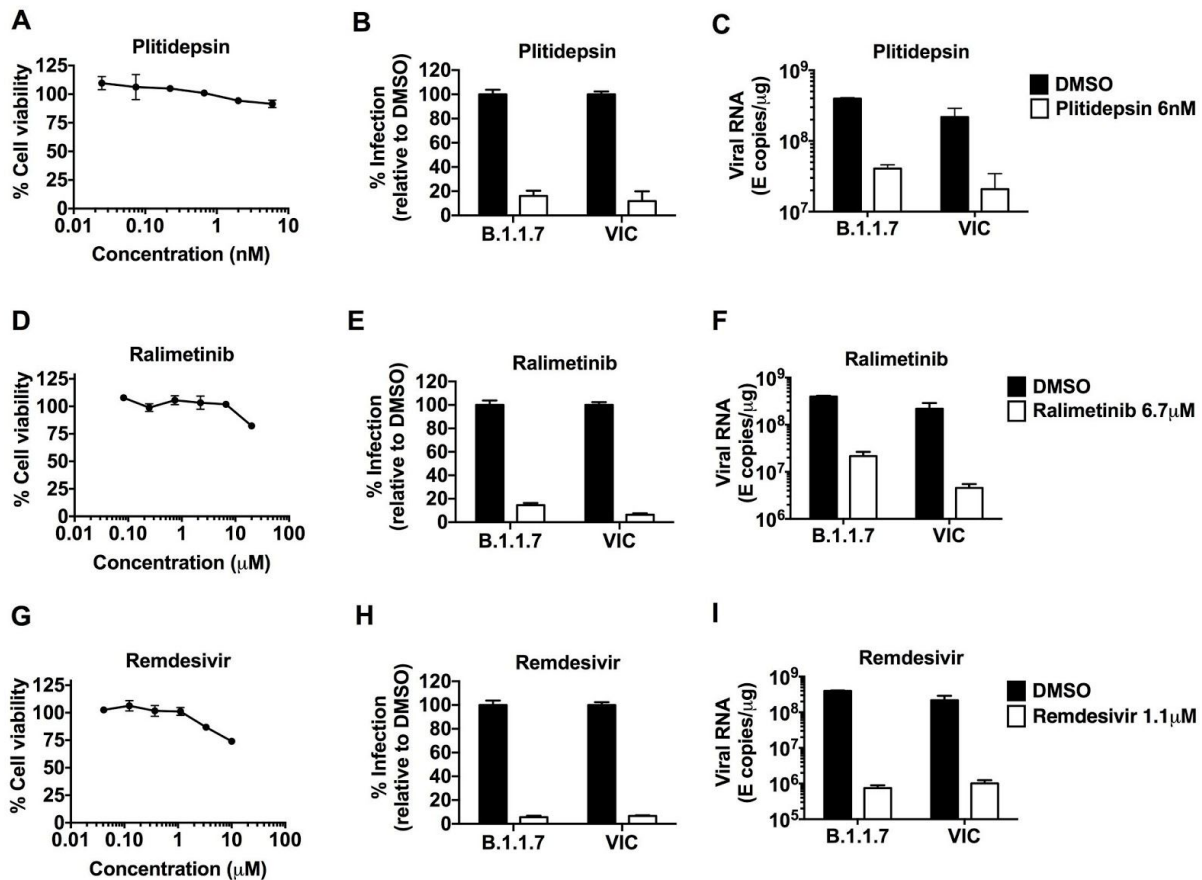 A
Plitidepsin
% Cell viability
125
100
75
50
25
0
0.01
0.10
1
10
Concentration (nM)
B
Plitidepsin
% Infection
(relative to DMSO)
120
100
80
60
40
20
0
B.1.1.7
VIC
C
Plitidepsin
Viral RNA
(E copies/μg)
10⁹
10⁸
10⁷
B.1.1.7
VIC
DMSO
Plitidepsin 6nM
D
Ralimetinib
% Cell viability
125
100
75
50
25
0
0.01
0.10
1
10
100
Concentration (μM)
E
Ralimetinib
% Infection
(relative to DMSO)
120
100
80
60
40
20
0
B.1.1.7
VIC
F
Ralimetinib
Viral RNA
(E copies/μg)
10⁹
10⁸
10⁷
10⁶
B.1.1.7
VIC
DMSO
Ralimetinib 6.7μM
G
Remdesivir
% Cell viability
125
100
75
50
25
0
0.01
0.10
1
10
100
Concentration (μM)
H
Remdesivir
% Infection
(relative to DMSO)
120
100
80
60
40
20
0
B.1.1.7
VIC
I
Remdesivir
Viral RNA
(E copies/μg)
10⁹
10⁸
10⁷
10⁶
10⁵
B.1.1.7
VIC
DMSO
Remdesivir 1.1μM